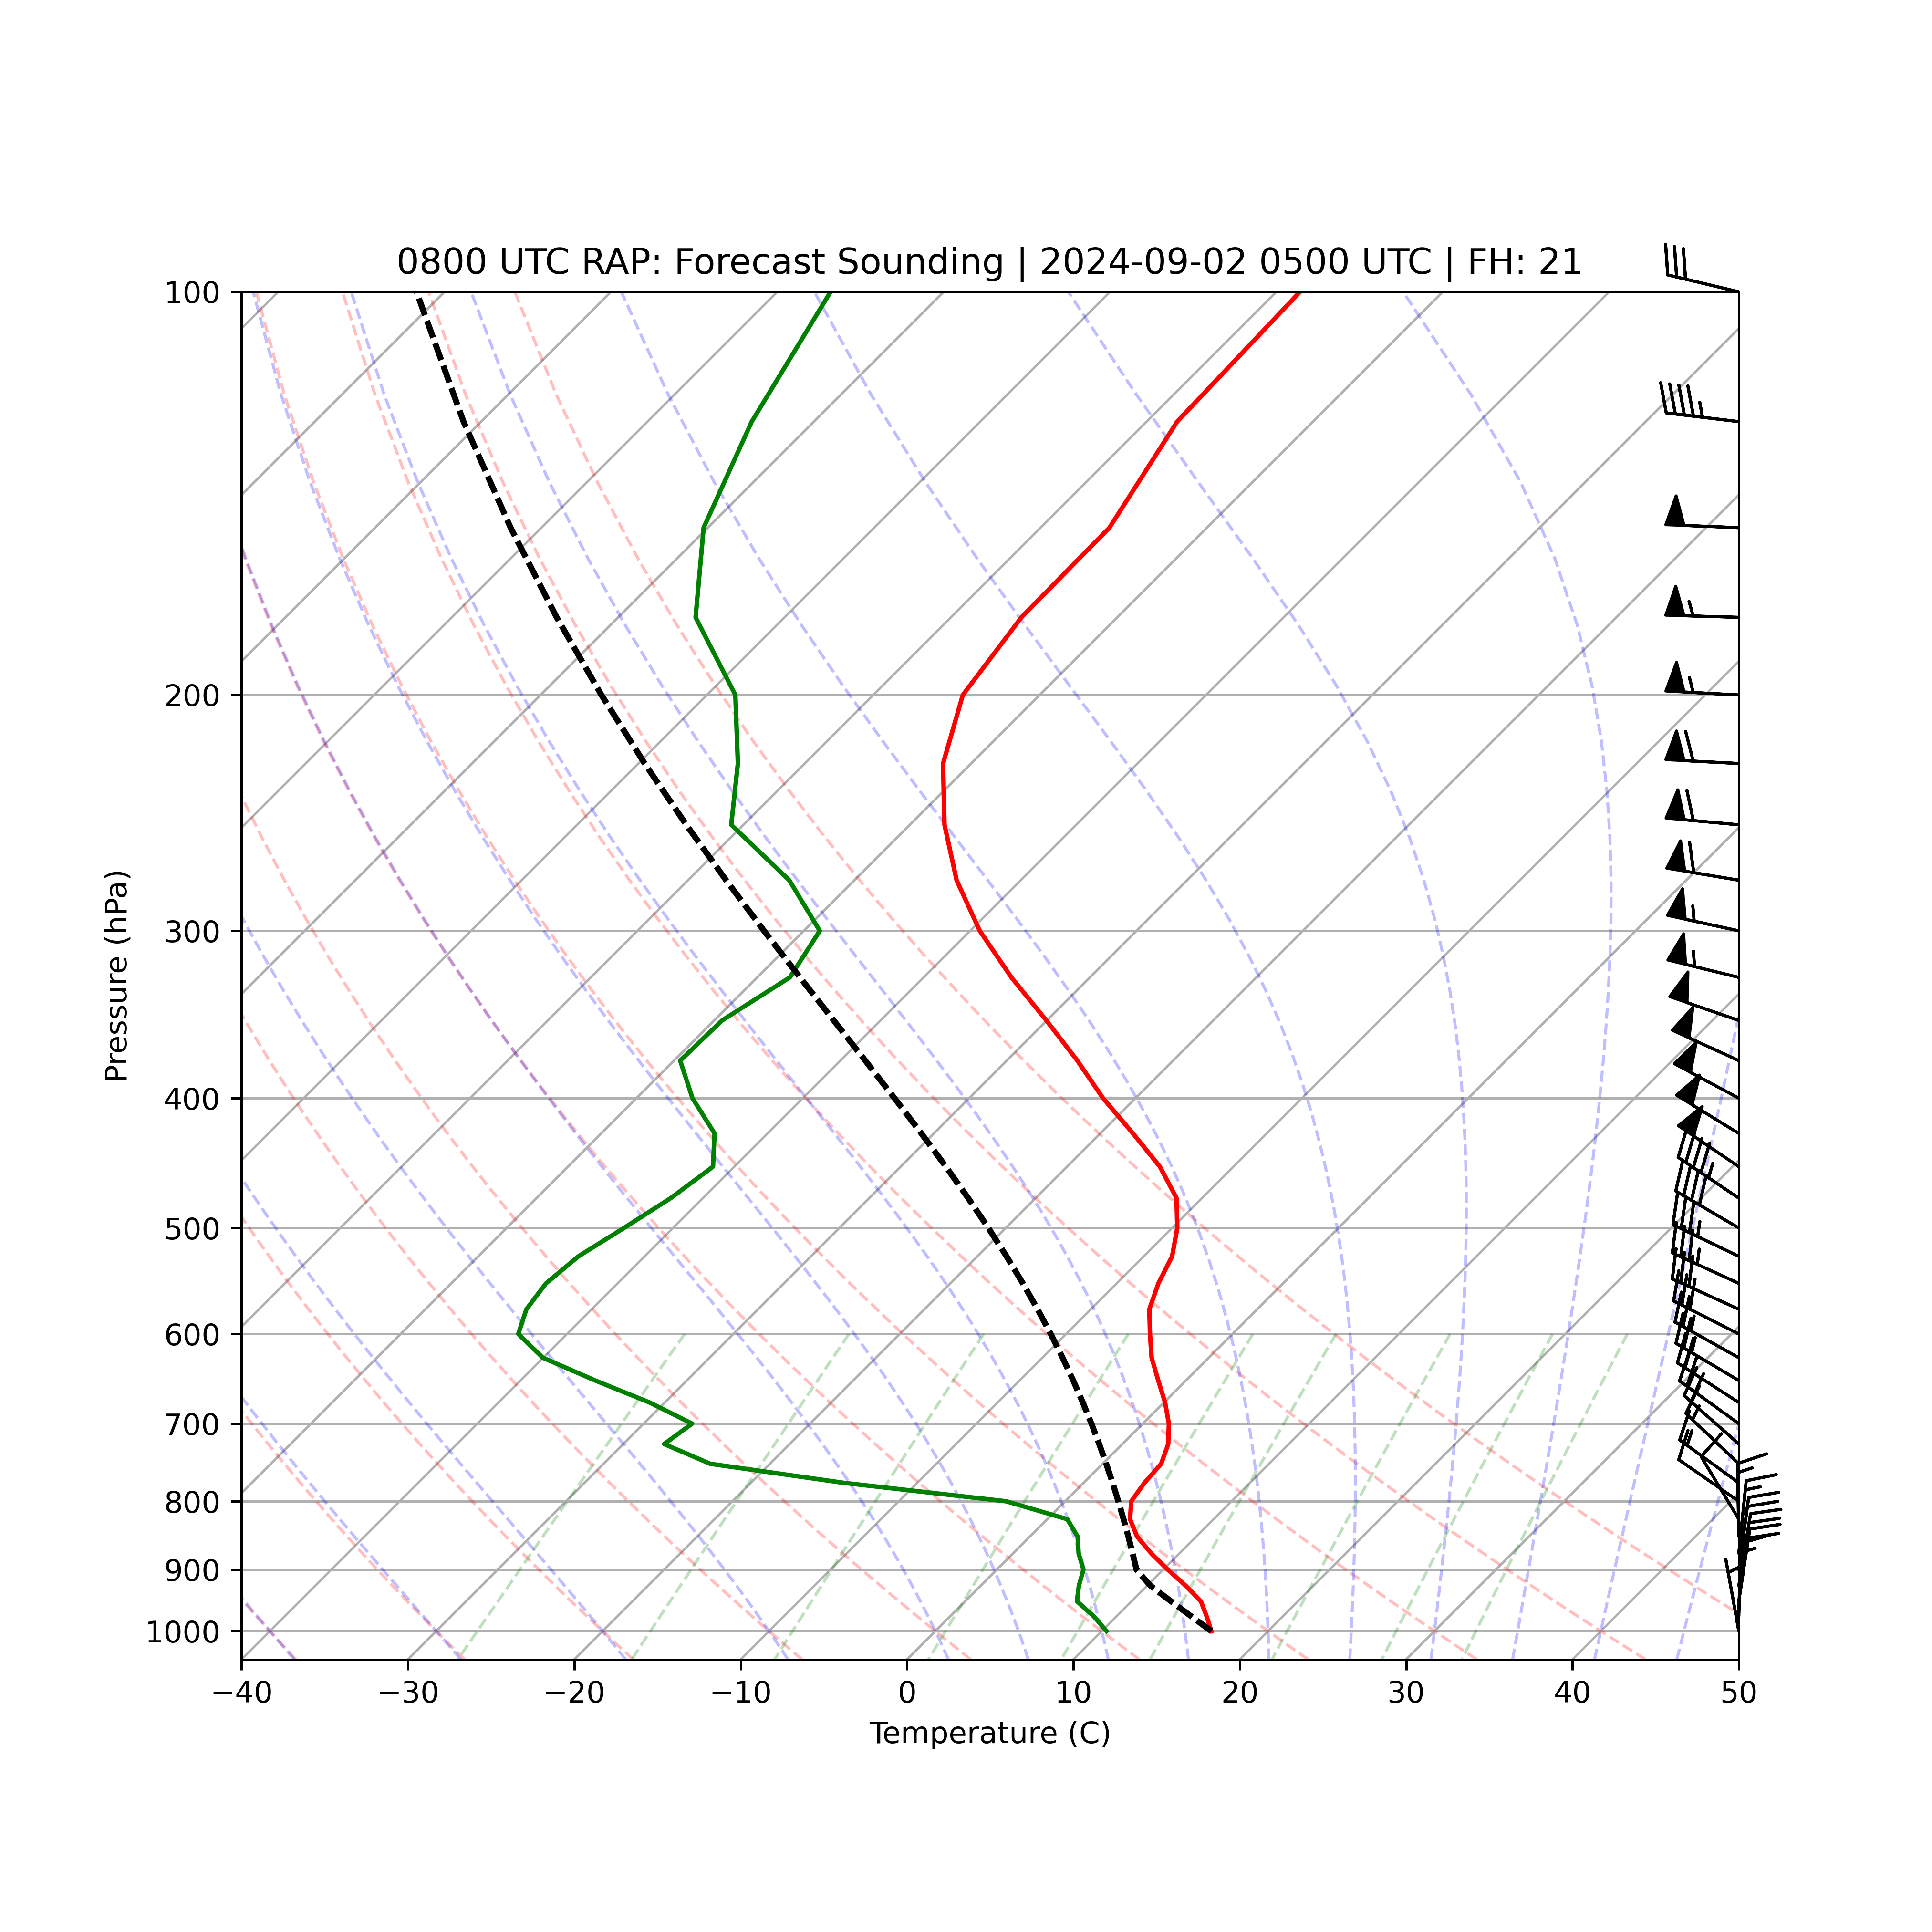 0800 UTC RAP: Forecast Sounding | 2024-09-02 0500 UTC | FH: 21
100
200
300
400
500
600
700
800
900
1000
Pressure (hPa)
−40 −30 −20 −10 0 10 20 30 40 50
Temperature (C)